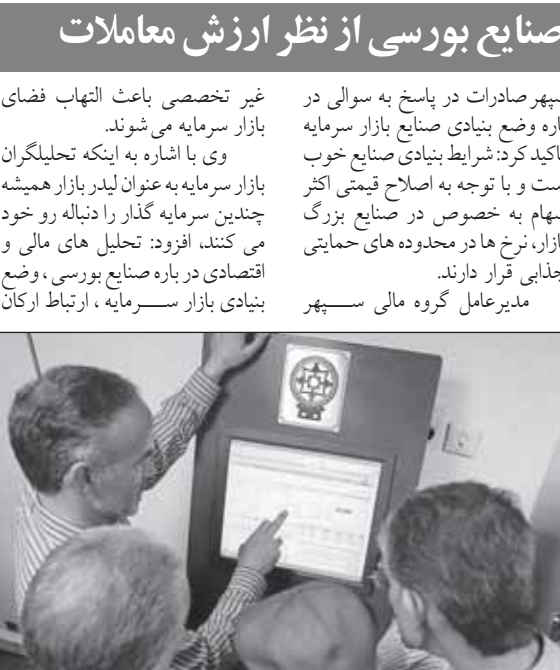 صنایع بورسی از نظر ارزش معاملات
سپهر صادرات در پاسخ به سوالی در
باره وضع بنیادی صنایع بازار سرمایه
تاکید کرد: شرایط بنیادی صنایع خوب
است و با توجه به اصلاح قیمتی اکثر
سهام به خصوص در صنایع بزرگ
بازار، نرخ ها در محدوده های حمایتی
جذابی قرار دارند.
مدیرعامل گروه مالی ســـپهر
غیر تخصصی باعث التهاب فضای
بازار سرمایه می شوند.
وی با اشاره به اینکه تحلیلگران
بازار سرمایه به عنوان لیدر بازار همیشه
چندین سرمایه گذار را دنباله رو خود
می کنند، افزود: تحلیل های مالی و
اقتصادی در باره صنایع بورسی ، وضع
بنیادی بازار ســـرمایه ، ارتباط ارکان